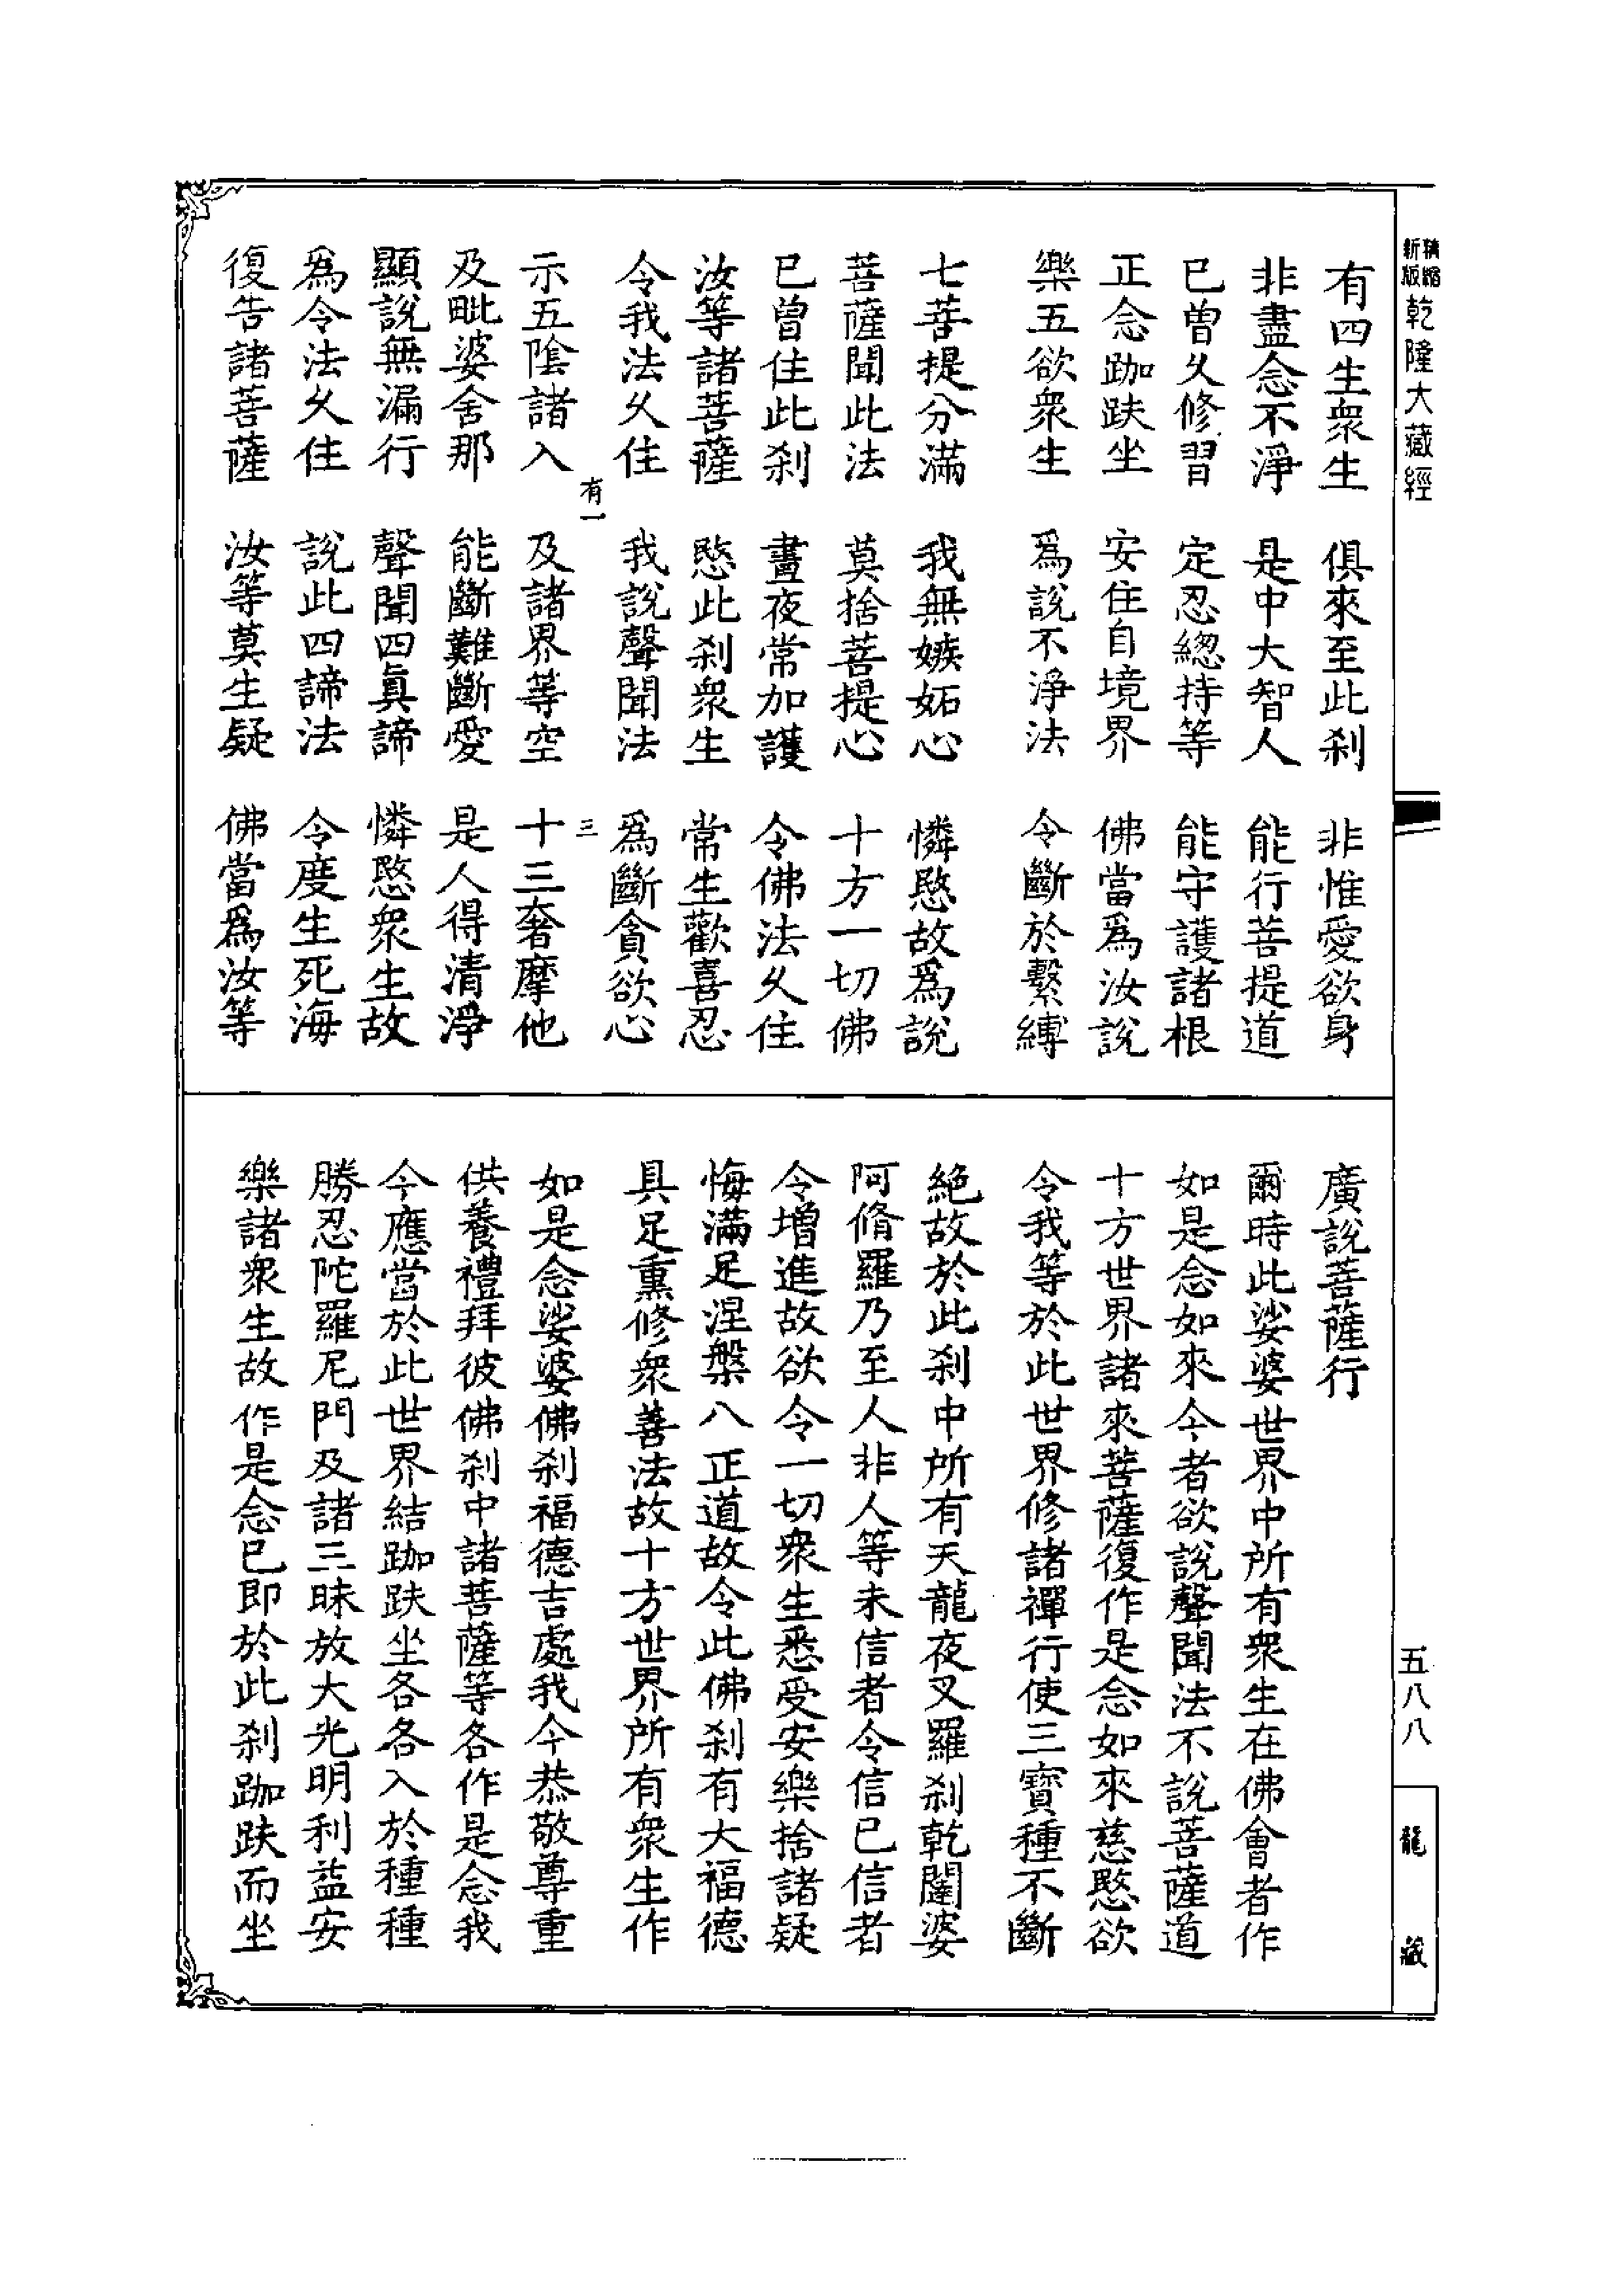 新版精縮乾隆大藏經
有四生衆生　俱來至此刹　非惟愛欲身
非盡念不淨　是中大智人　能行菩提道
已曾久修習　定忍總持等　能守護諸根
正念跏趺坐　安住自境界　佛當爲汝說
樂五欲衆生　爲說不淨法　令斷於繫縛
七菩提分滿　我無嫉妬心　憐愍故爲說
菩薩聞此法　莫捨菩提心　十方一切佛
已曾住此刹　晝夜常加護　令佛法久住
汝等諸菩薩　愍此刹衆生　常生歡喜忍
令我法久住　我說聲聞法　爲斷貪欲心
有一　三
示五陰諸入　及諸界等空　十三奢摩他
及毗婆舍那　能斷難斷愛　是人得清淨
顯說無漏行　聲聞四眞諦　憐愍衆生故
爲令法久住　說此四諦法　令度生死海
復告諸菩薩　汝等莫生疑　佛當爲汝等
廣說菩薩行
爾時此娑婆世界中所有衆生在佛會者作
如是念如來今者欲說聲聞法不說菩薩道
十方世界諸來菩薩復作是念如來慈愍欲
令我等於此世界修諸禪行使三寶種不斷
絕故於此刹中所有天龍夜叉羅刹乾闥婆
阿脩羅乃至人非人等未信者令信已信者
令增進故欲令一切衆生悉受安樂捨諸疑
悔滿足涅槃八正道故令此佛刹有大福德
具足熏修衆善法故十方世界所有衆生作
如是念娑婆佛刹福德吉處我今恭敬尊重
供養禮拜彼佛刹中諸菩薩等各作是念我
今應當於此世界結跏趺坐各各入於種種
勝忍陀羅尼門及諸三昧放大光明利益安
樂諸衆生故作是念已即於此刹跏趺而坐
五八八
龍藏